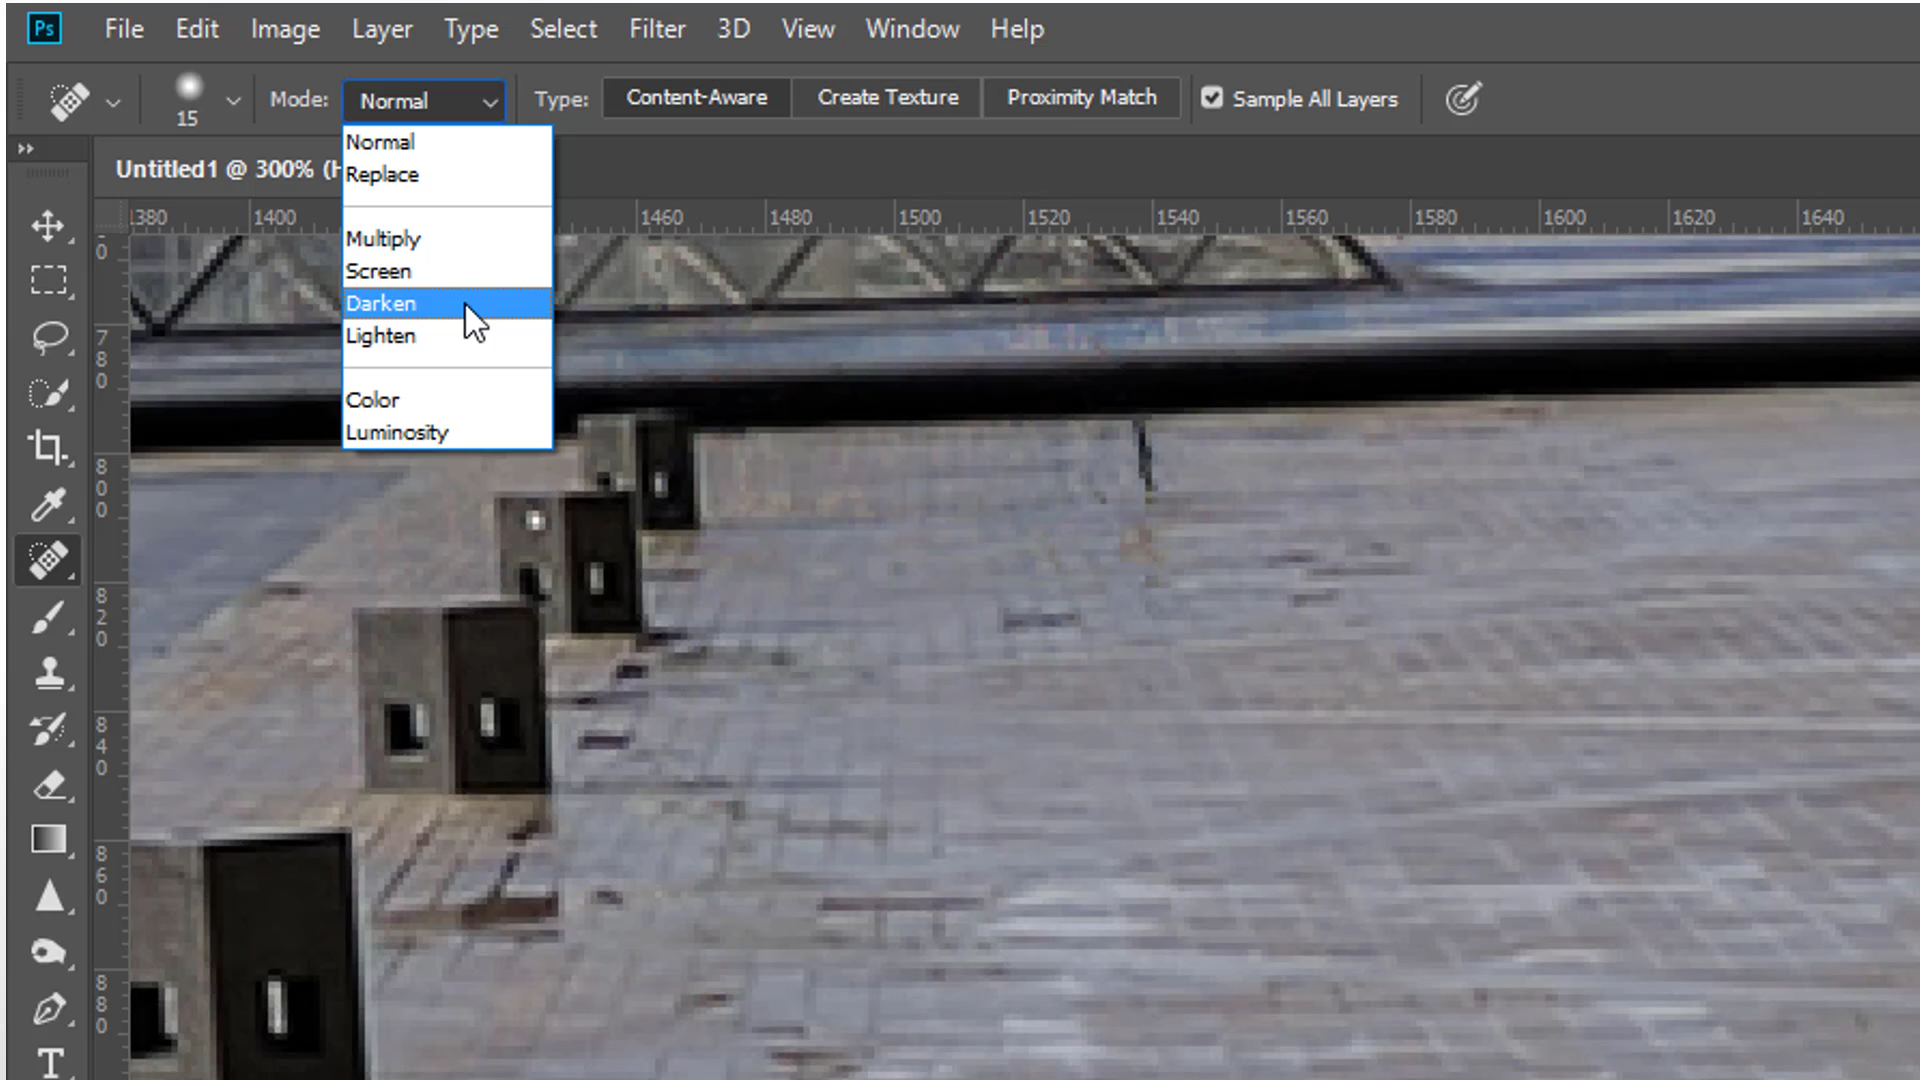 Ps File Edit Image Layer Type Select Filter 3D View Window Help
15 Mode: Normal Type: Content-Aware Create Texture Proximity Match Sample All Layers
Normal
Replace
Multiply
Screen
Darken
Lighten
Color
Luminosity
Untitled1 @ 300% (
1380 1400 1460 1480 1500 1520 1540 1560 1580 1600 1620 1640
0
780
800
820
840
860
880
T